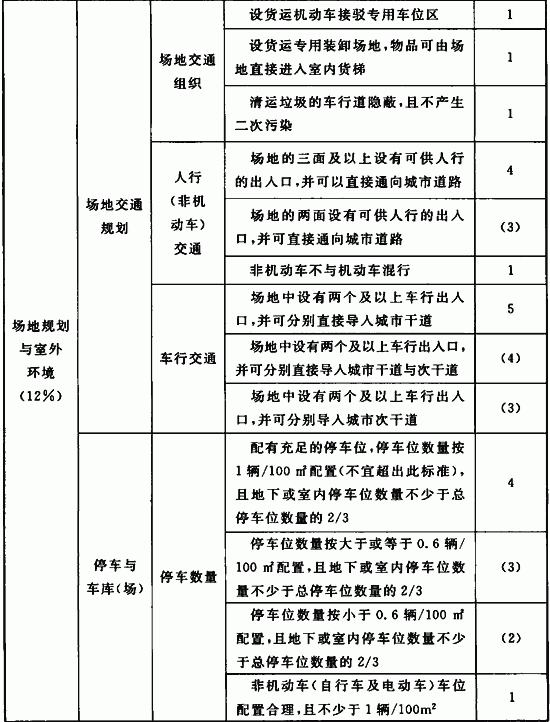 场地规划
与室外
环境
(12%)
场地交通
规划
场地交通
组织
设货运机动车接驳专用车位区
1
设货运专用装卸场地,物品可由场
地直接进入室内货梯
1
清运垃圾的车行道隐蔽,且不产生
二次污染
1
人行
(非机
动车)
交通
场地的三面及以上设有可供人行
的出入口,并可以直接通向城市道路
4
场地的两面设有可供人行的出入
口,并可直接通向城市道路
(3)
非机动车不与机动车混行
1
车行交通
场地中设有两个及以上车行出入
口,并可分别直接导入城市干道
5
场地中设有两个及以上车行出入口,
并可分别直接导入城市干道与次干道
(4)
场地中设有两个及以上车行出入
口,并可分别导入城市次干道
(3)
停车与
车库(场)
停车数量
配有充足的停车位,停车位数量按
1辆/100㎡配置(不宜超出此标准),
且地下或室内停车位数量不少于总
停车位数量的2/3
4
停车位数量按大于或等于0.6辆/
100㎡配置,且地下或室内停车位数
量不少于总停车位数量的2/3
(3)
停车位数量按小于0.6辆/100㎡
配置,且地下或室内停车位数量不少
于总停车位数量的2/3
(2)
非机动车(自行车及电动车)车位
配置合理,且不少于1辆/100m²
1